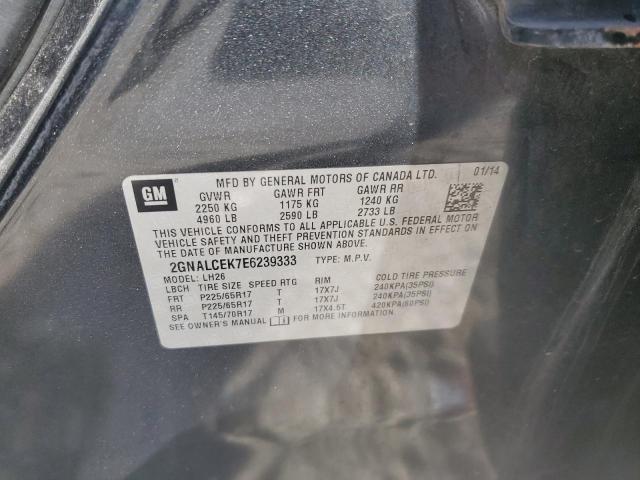 GM
MFD BY GENERAL MOTORS OF CANADA LTD. 01/14
GVWR GAWR FRT GAWR RR
2250 KG 1175 KG 1240 KG
4960 LB 2590 LB 2733 LB
THIS VEHICLE CONFORMS TO ALL APPLICABLE U.S. FEDERAL MOTOR
VEHICLE SAFETY AND THEFT PREVENTION STANDARDS IN EFFECT ON
THE DATE OF MANUFACTURE SHOWN ABOVE.
2GNALCEK7E6239333 TYPE: M.P.V.
MODEL: LH26
LBCH TIRE SIZE SPEED RTG RIM COLD TIRE PRESSURE
FRT P225/65R17 T 17X7J 240KPA(35PSI)
RR P225/65R17 T 17X7J 240KPA(35PSI)
SPA T145/70R17 M 17X4.5T 420KPA(60PSI)
SEE OWNER'S MANUAL FOR MORE INFORMATION